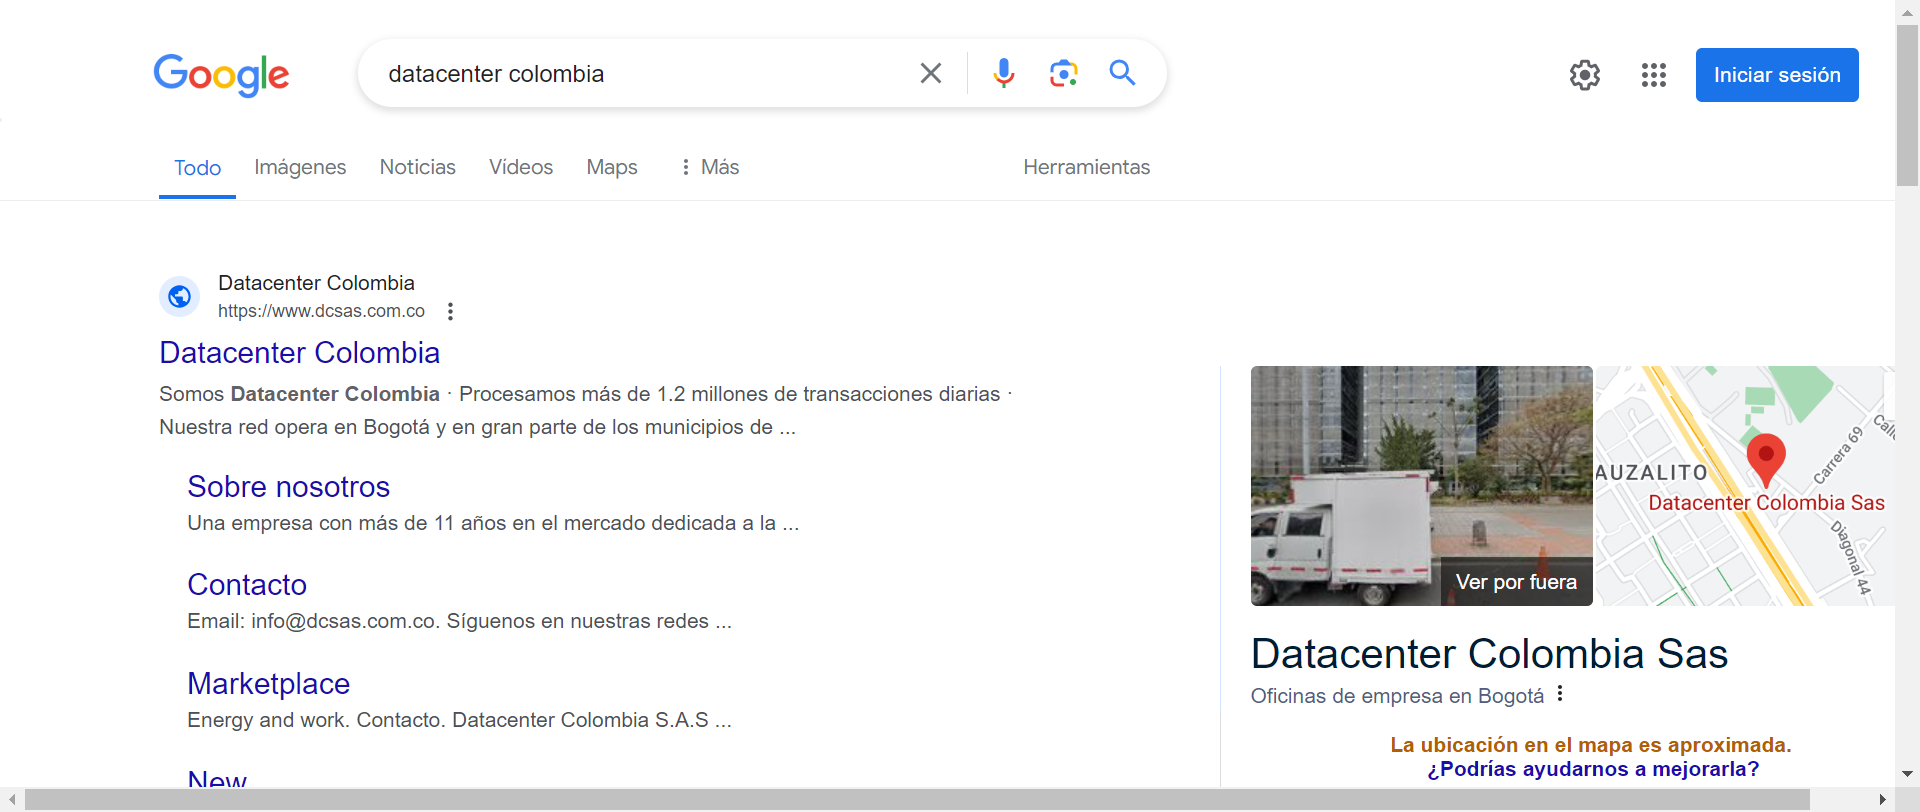 Google
datacenter colombia
Iniciar sesión
Todo
Imágenes
Noticias
Vídeos
Maps
Más
Herramientas
Datacenter Colombia
https://www.dcsas.com.co
Datacenter Colombia
Somos Datacenter Colombia · Procesamos más de 1.2 millones de transacciones diarias ·
Nuestra red opera en Bogotá y en gran parte de los municipios de ...
Sobre nosotros
Una empresa con más de 11 años en el mercado dedicada a la ...
Contacto
Email: info@dcsas.com.co. Síguenos en nuestras redes ...
Marketplace
Energy and work. Contacto. Datacenter Colombia S.A.S ...
New
Ver por fuera
AUZALITO
Carrera 69
Calle
Datacenter Colombia Sas
Diagonal 44
Datacenter Colombia Sas
Oficinas de empresa en Bogotá
La ubicación en el mapa es aproximada.
¿Podrías ayudarnos a mejorarla?